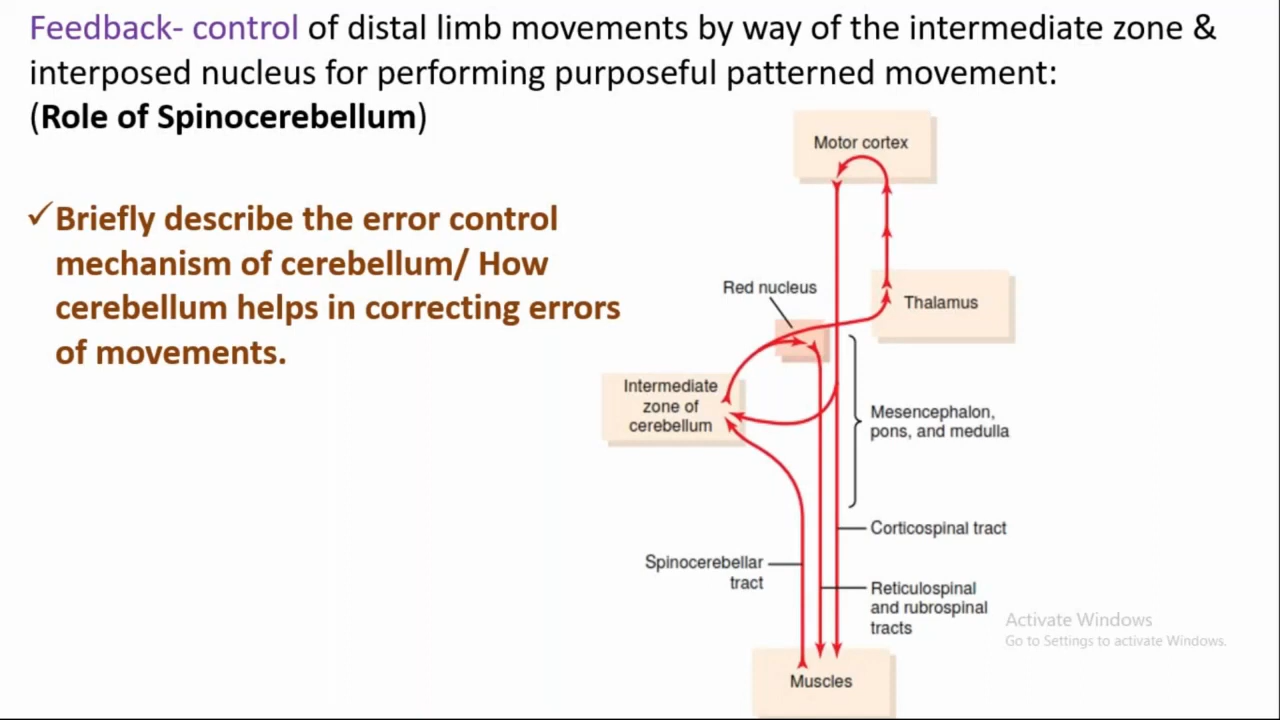 Feedback- control of distal limb movements by way of the intermediate zone &
interposed nucleus for performing purposeful patterned movement:
(Role of Spinocerebellum)
✓Briefly describe the error control
mechanism of cerebellum/ How
cerebellum helps in correcting errors
of movements.
Motor cortex
Red nucleus
Thalamus
Intermediate
zone of
cerebellum
Mesencephalon,
pons, and medulla
Corticospinal tract
Spinocerebellar
tract
Reticulospinal
and rubrospinal
tracts
Muscles
Activate Windows
Go to Settings to activate Windows.